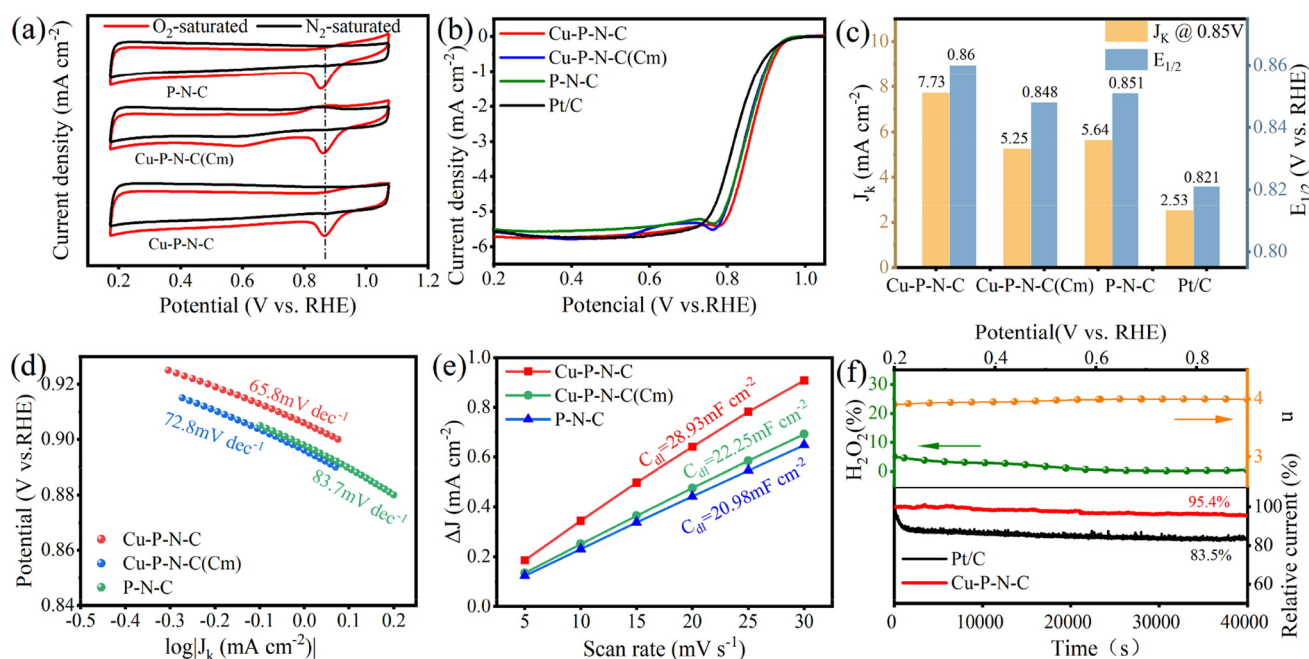 (a)
O2-saturated
N2-saturated
P-N-C
Cu-P-N-C(Cm)
Cu-P-N-C
Current density (mA cm-2)
0.2 0.4 0.6 0.8 1.0 1.2
Potential (V vs. RHE)
(b)
Cu-P-N-C
Cu-P-N-C(Cm)
P-N-C
Pt/C
Current density (mA cm-2)
0
-1
-2
-3
-4
-5
-6
0.2 0.4 0.6 0.8 1.0
Potencial (V vs.RHE)
(c)
JK @ 0.85V
E1/2
Jk (mA cm-2)
10
8
6
4
2
0
7.73 0.86
5.25 0.848
5.64 0.851
2.53 0.821
0.86
0.84
0.82
0.80
E1/2 (V vs. RHE)
Cu-P-N-C Cu-P-N-C(Cm) P-N-C Pt/C
(d)
65.8mV dec-1
72.8mV dec-1
83.7mV dec-1
Cu-P-N-C
Cu-P-N-C(Cm)
P-N-C
Potential (V vs.RHE)
0.92
0.90
0.88
0.86
0.84
-0.5 -0.4 -0.3 -0.2 -0.1 0.0 0.1 0.2
log|Jk (mA cm-2)|
(e)
Cu-P-N-C
Cu-P-N-C(Cm)
P-N-C
Cdl=28.93mF cm-2
Cdl=22.25mF cm-2
Cdl=20.98mF cm-2
ΔJ (mA cm-2)
1.0
0.8
0.6
0.4
0.2
0.0
5 10 15 20 25 30
Scan rate (mV s-1)
Potential(V vs. RHE)
0.2 0.4 0.6 0.8
(f)
H2O2(%)
30
20
10
0
4
3
n
95.4%
83.5%
Pt/C
Cu-P-N-C
100
80
60
Relative current (%)
0 10000 20000 30000 40000
Time (s)